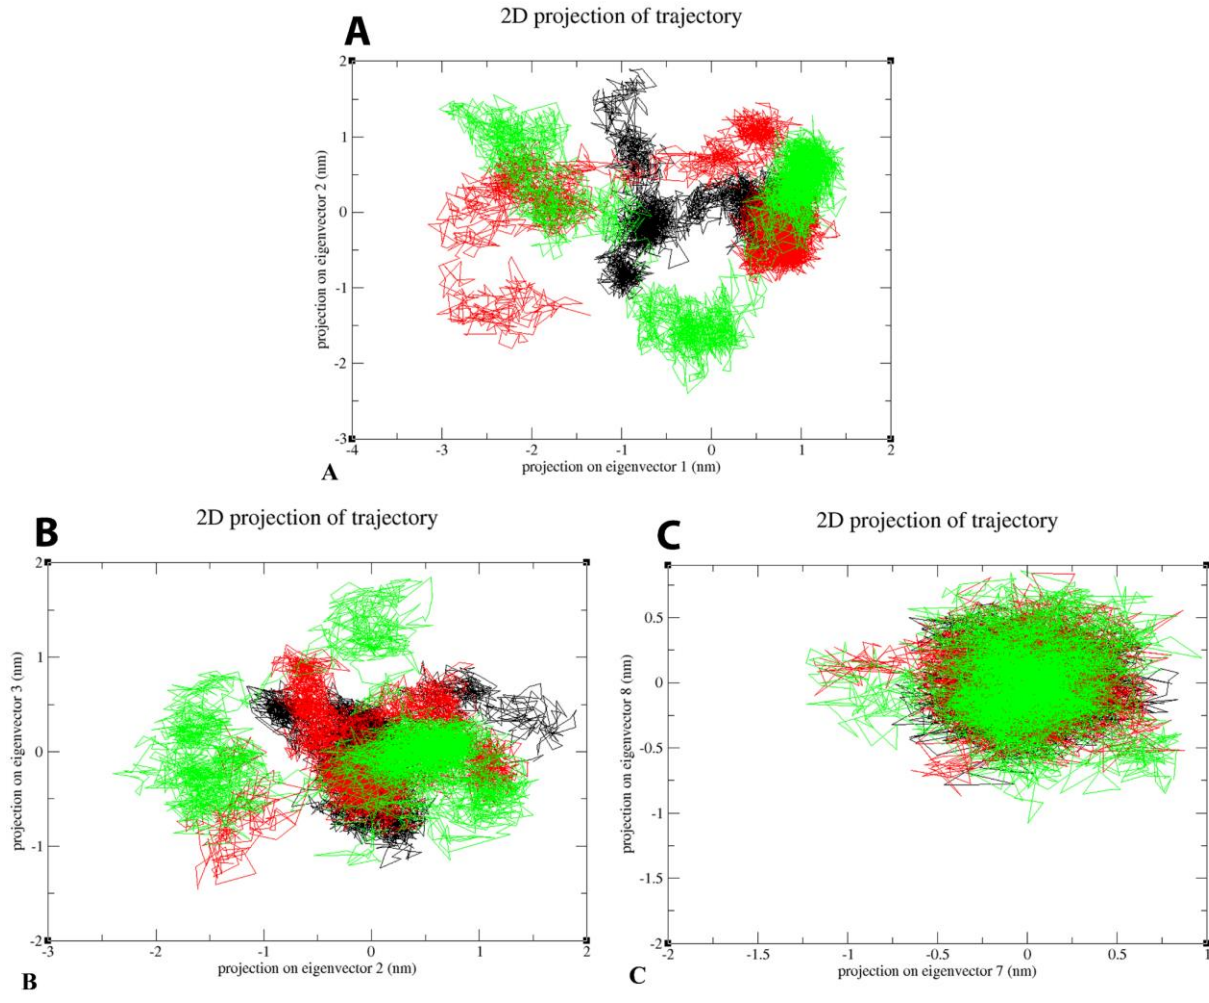 A
2D projection of trajectory
2
1
0
-1
-2
-3
projection on eigenvector 2 (nm)
-4
-3
-2
-1
0
1
2
projection on eigenvector 1 (nm)
A
B
2D projection of trajectory
2
1
0
-1
-2
projection on eigenvector 3 (nm)
-3
-2
-1
0
1
2
projection on eigenvector 2 (nm)
B
C
2D projection of trajectory
0.5
0
-0.5
-1
-1.5
-2
projection on eigenvector 8 (nm)
-2
-1.5
-1
-0.5
0
0.5
1
projection on eigenvector 7 (nm)
C